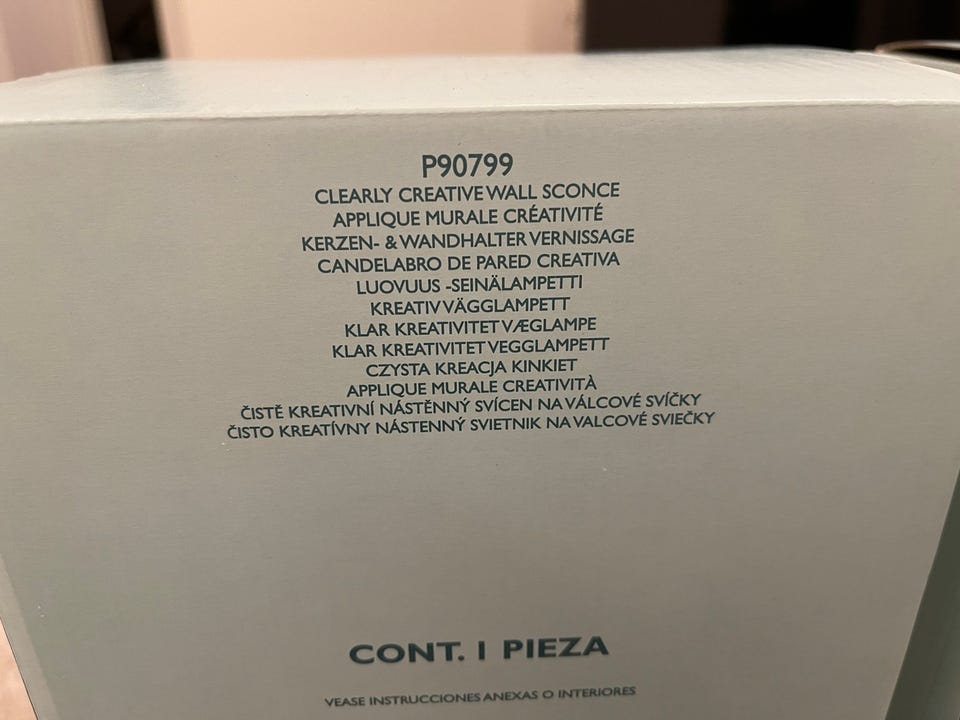 P90799
CLEARLY CREATIVE WALL SCONCE
APPLIQUE MURALE CRÉATIVITÉ
KERZEN- & WANDHALTER VERNISSAGE
CANDELABRO DE PARED CREATIVA
LUOVUUS -SEINÄLAMPETTI
KREATIV VÄGGLAMPETT
KLAR KREATIVITET VÆGLAMPE
KLAR KREATIVITET VEGGLAMPETT
CZYSTA KREACJA KINKIET
APPLIQUE MURALE CREATIVITÀ
ČISTĚ KREATIVNÍ NÁSTĚNNÝ SVÍCEN NA VÁLCOVÉ SVÍČKY
ČISTO KREATÍVNY NÁSTENNÝ SVIETNIK NA VALCOVÉ SVIEČKY
CONT. 1 PIEZA
VEASE INSTRUCCIONES ANEXAS O INTERIORES